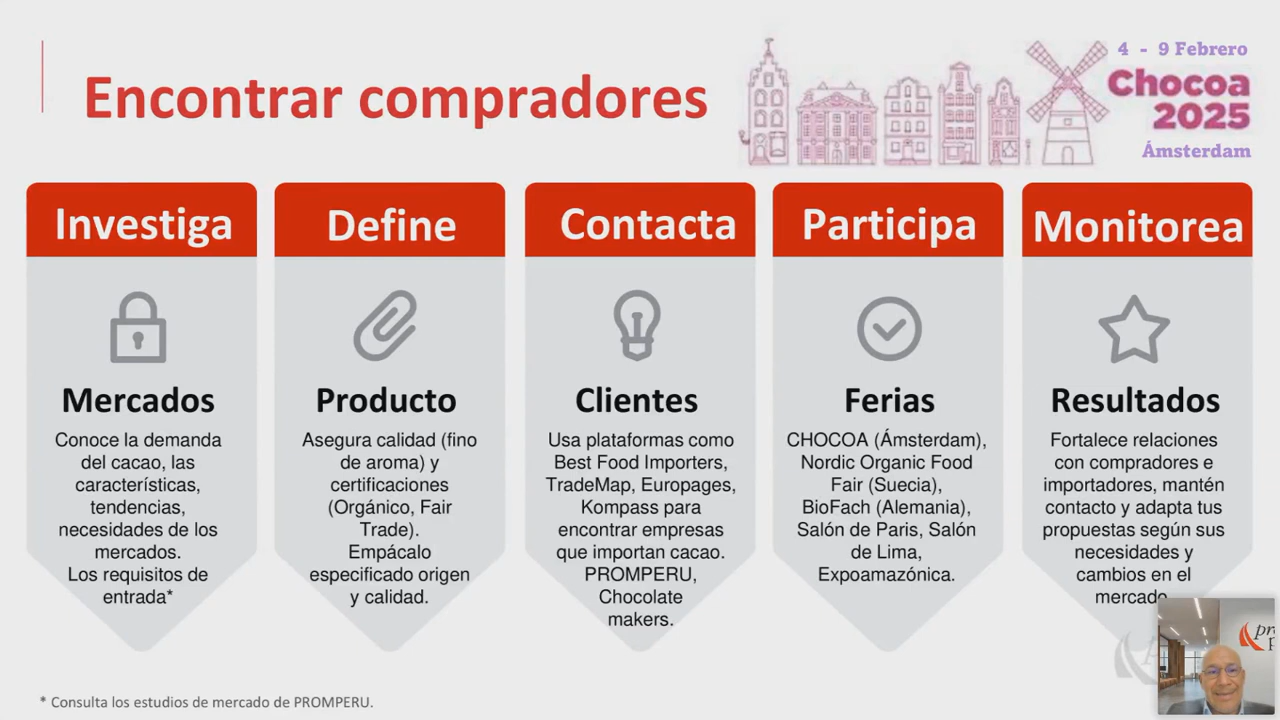 Encontrar compradores
4 - 9 Febrero
Chocoa
2025
Ámsterdam
Investiga
Mercados
Conoce la demanda
del cacao, las
características,
tendencias,
necesidades de los
mercados.
Los requisitos de
entrada*
Define
Producto
Asegura calidad (fino
de aroma) y
certificaciones
(Orgánico, Fair
Trade).
Empácalo
especificado origen
y calidad.
Contacta
Clientes
Usa plataformas como
Best Food Importers,
TradeMap, Europages,
Kompass para
encontrar empresas
que importan cacao.
PROMPERU,
Chocolate
makers.
Participa
Ferias
CHOCOA (Ámsterdam),
Nordic Organic Food
Fair (Suecia),
BioFach (Alemania),
Salón de Paris, Salón
de Lima,
Expoamazónica.
Monitorea
Resultados
Fortalece relaciones
con compradores e
importadores, mantén
contacto y adapta tus
propuestas según sus
necesidades y
cambios en el
mercado
* Consulta los estudios de mercado de PROMPERU.